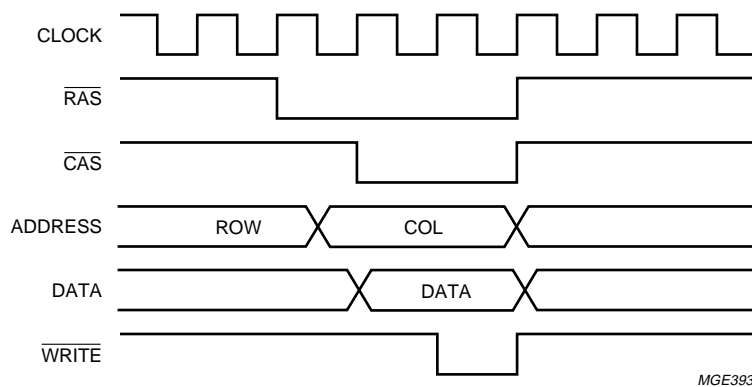 CLOCK
RAS
CAS
ADDRESS ROW COL
DATA DATA
WRITE
MGE393